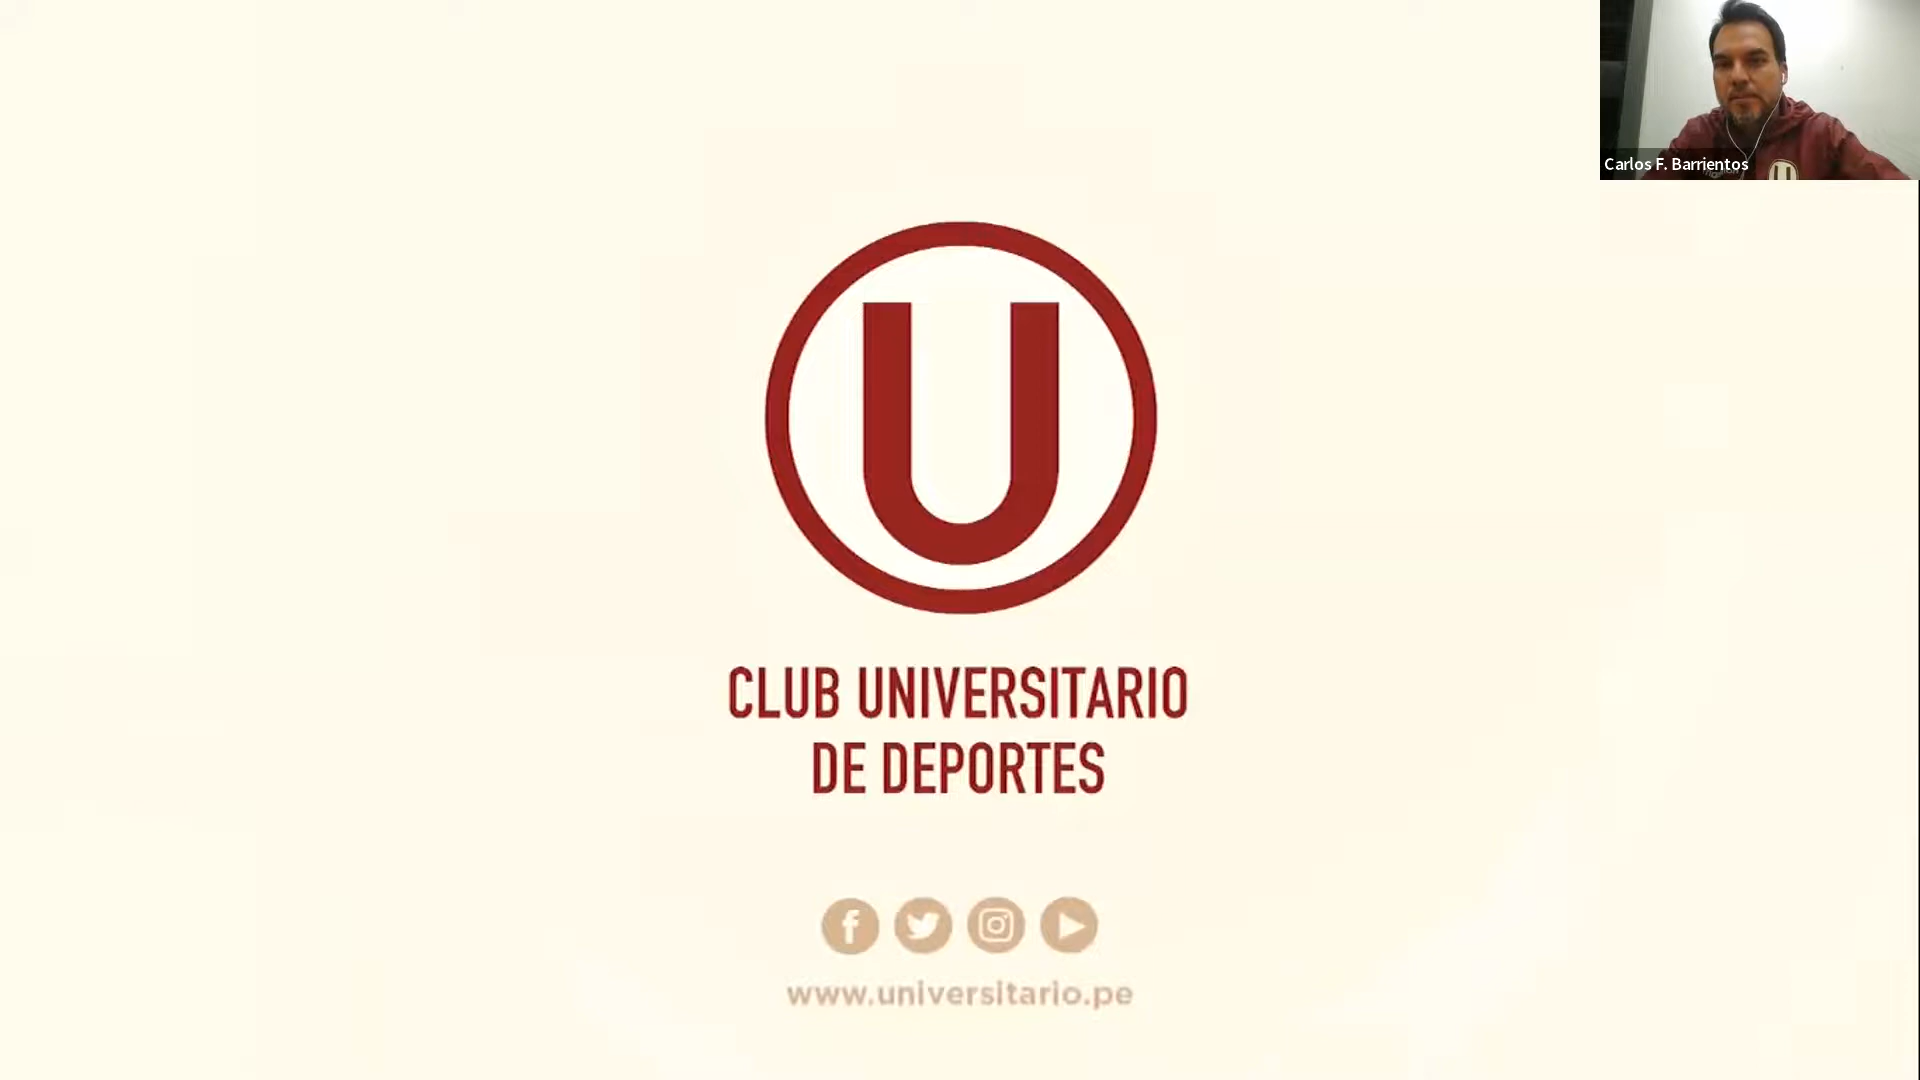 Carlos F. Barrientos
U
U
CLUB UNIVERSITARIO
DE DEPORTES
www.universitario.pe